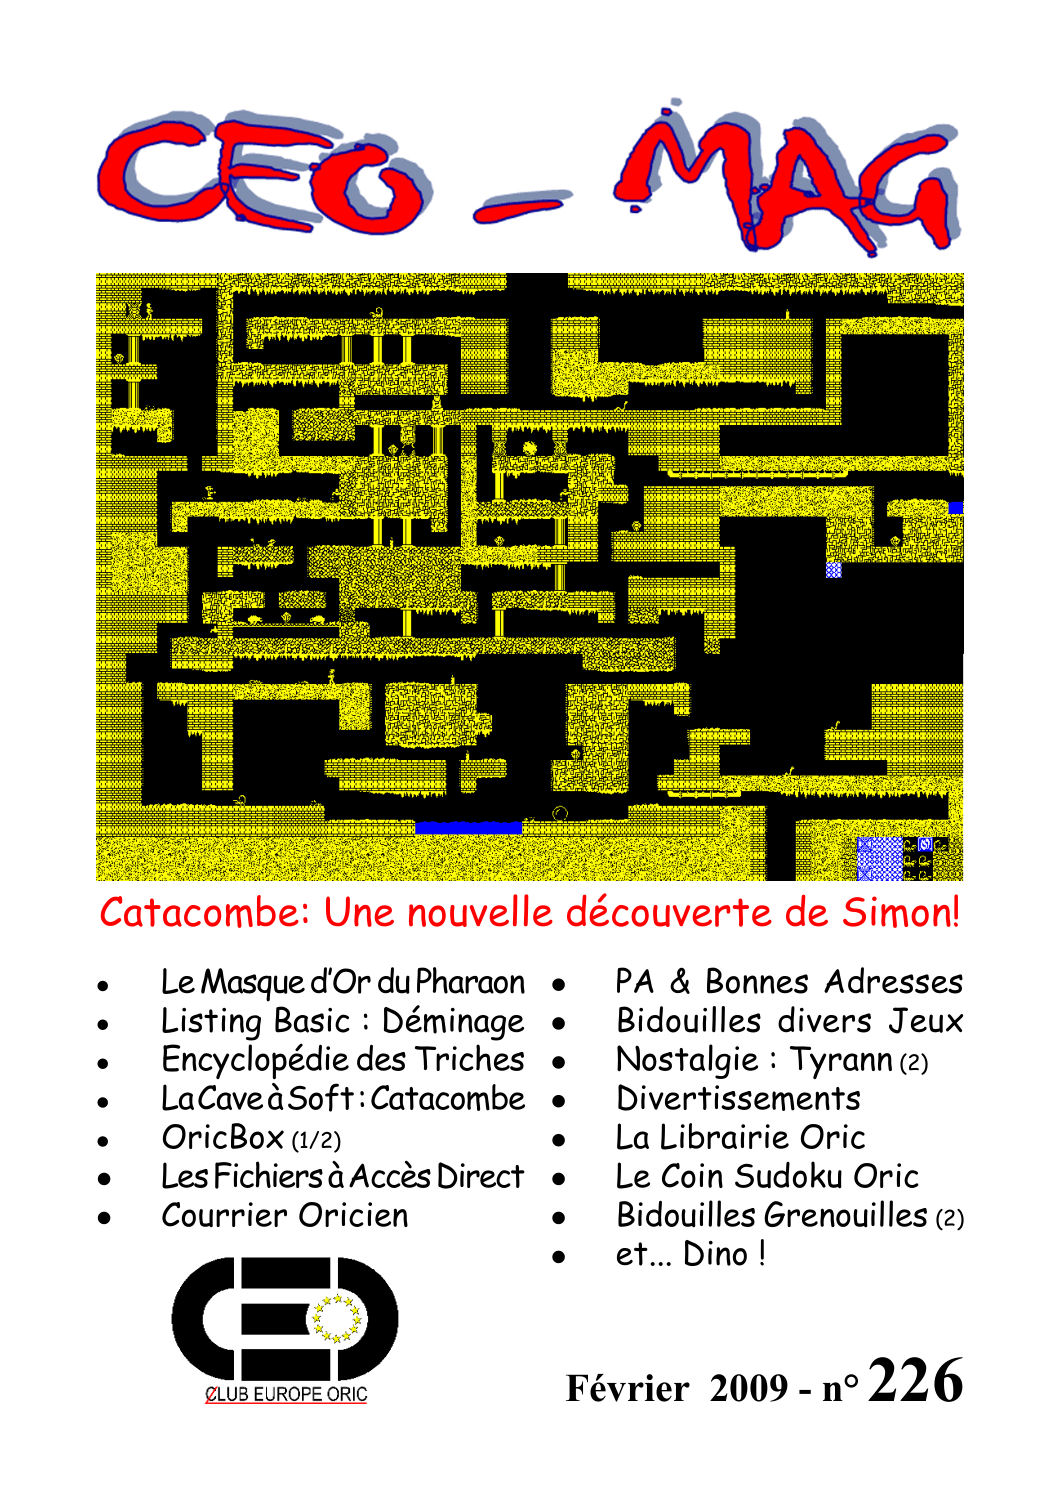 CEO - MAG
Catacombe: Une nouvelle découverte de Simon!
• Le Masque d'Or du Pharaon
• Listing Basic : Déminage
• Encyclopédie des Triches
• La Cave à Soft : Catacombe
• OricBox (1/2)
• Les Fichiers à Accès Direct
• Courrier Oricien
• PA & Bonnes Adresses
• Bidouilles divers Jeux
• Nostalgie : Tyrann (2)
• Divertissements
• La Librairie Oric
• Le Coin Sudoku Oric
• Bidouilles Grenouilles (2)
• et... Dino !
CEO
CLUB EUROPE ORIC
Février 2009 - n° 226